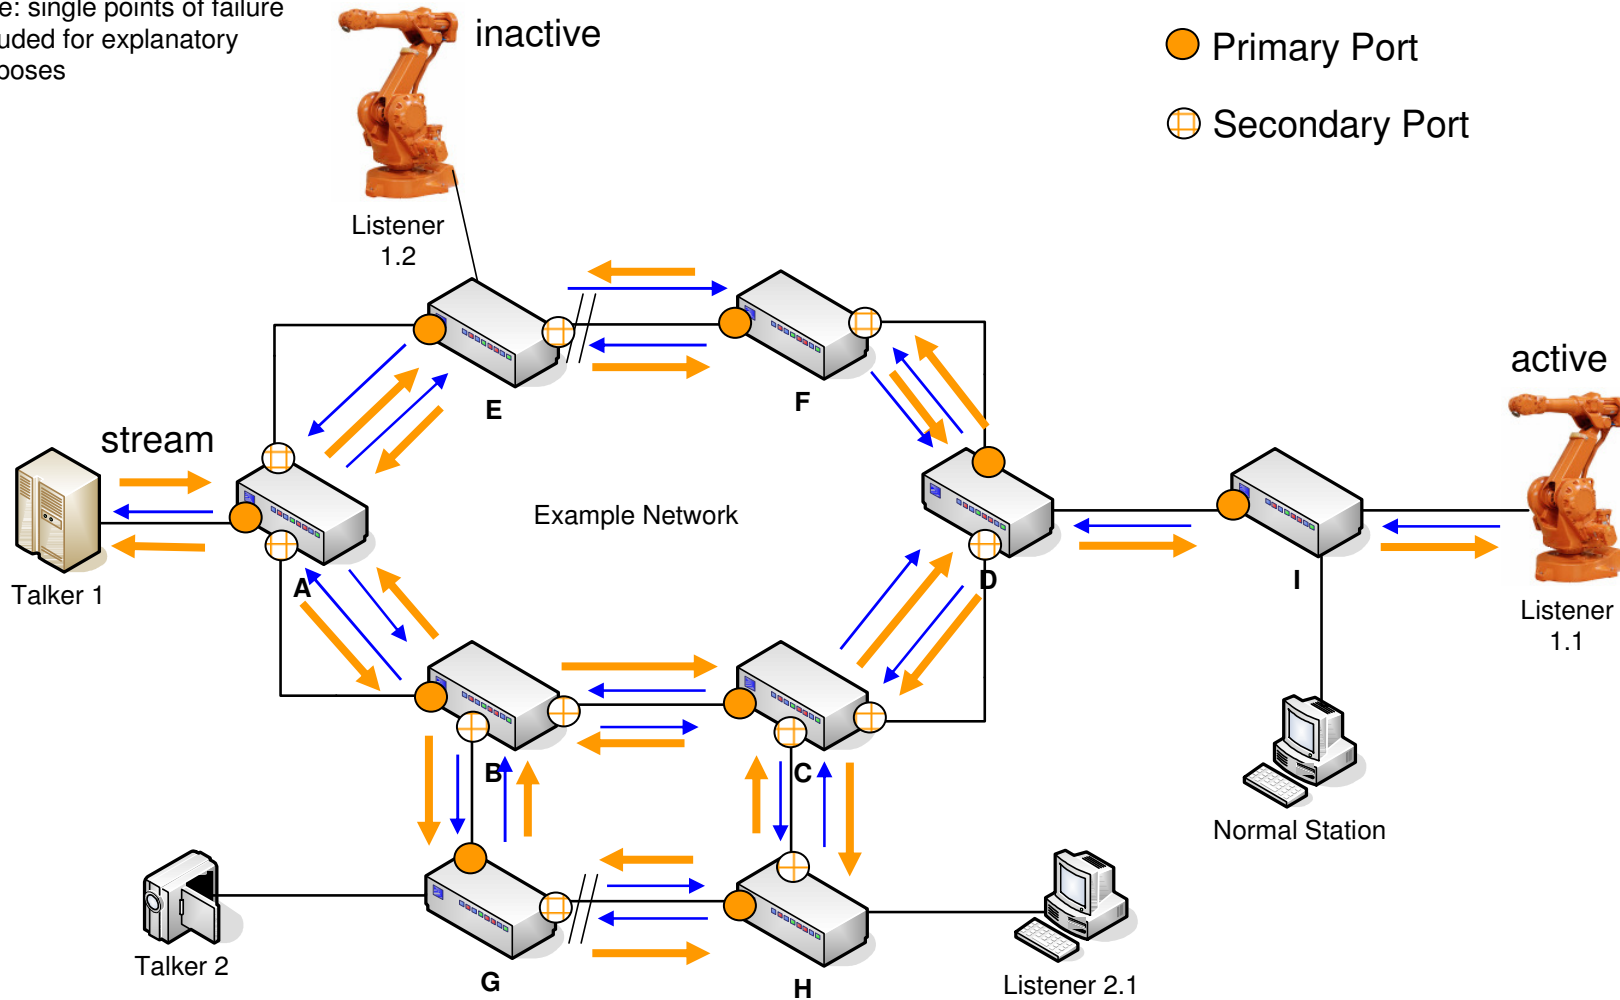 e: single points of failure
uded for explanatory
poses
inactive
Primary Port
Secondary Port
Listener
1.2
E
F
active
stream
Example Network
Talker 1
A
D
I
Listener
1.1
B
C
Normal Station
Talker 2
G
H
Listener 2.1